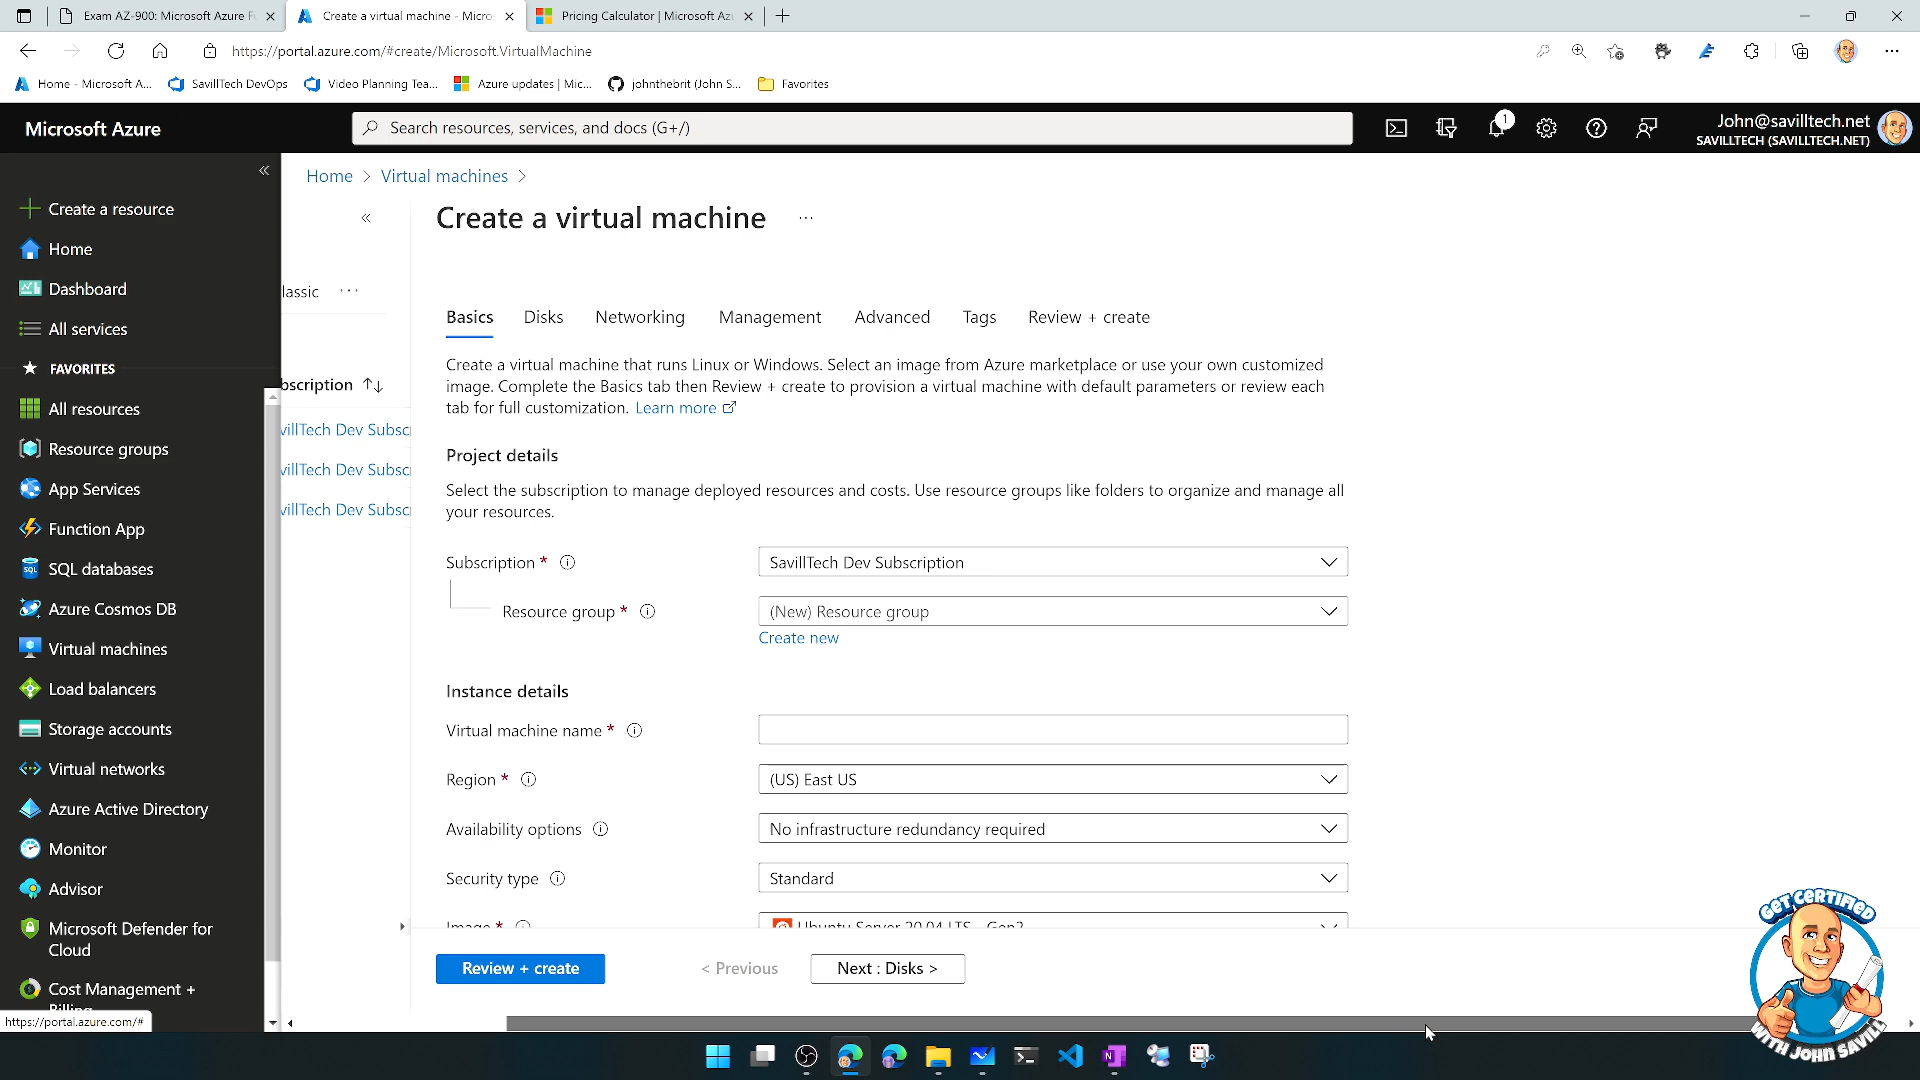 Exam AZ-900: Microsoft Azure Fu
Create a virtual machine - Micro
Pricing Calculator | Microsoft Az
https://portal.azure.com/#create/Microsoft.VirtualMachine
Home - Microsoft A...
SavillTech DevOps
Video Planning Tea...
Azure updates | Mic...
johnthebrit (John S...
Favorites
Microsoft Azure
Search resources, services, and docs (G+/)
1
John@savilltech.net
SAVILLTECH (SAVILLTECH.NET)
Create a resource
Home
Dashboard
All services
FAVORITES
All resources
Resource groups
App Services
Function App
SQL databases
Azure Cosmos DB
Virtual machines
Load balancers
Storage accounts
Virtual networks
Azure Active Directory
Monitor
Advisor
Microsoft Defender for
Cloud
Cost Management +
Billing
https://portal.azure.com/#
Home > Virtual machines >
lassic ...
bscription
villTech Dev Subsc
villTech Dev Subsc
villTech Dev Subsc
Create a virtual machine ...
Basics
Disks
Networking
Management
Advanced
Tags
Review + create
Create a virtual machine that runs Linux or Windows. Select an image from Azure marketplace or use your own customized
image. Complete the Basics tab then Review + create to provision a virtual machine with default parameters or review each
tab for full customization. Learn more
Project details
Select the subscription to manage deployed resources and costs. Use resource groups like folders to organize and manage all
your resources.
Subscription *
SavillTech Dev Subscription
Resource group *
(New) Resource group
Create new
Instance details
Virtual machine name *
Region *
(US) East US
Availability options
No infrastructure redundancy required
Security type
Standard
Image *
Ubuntu Server 20.04 LTS - Gen2
Review + create
< Previous
Next : Disks >
GET CERTIFIED
WITH JOHN SAVILL